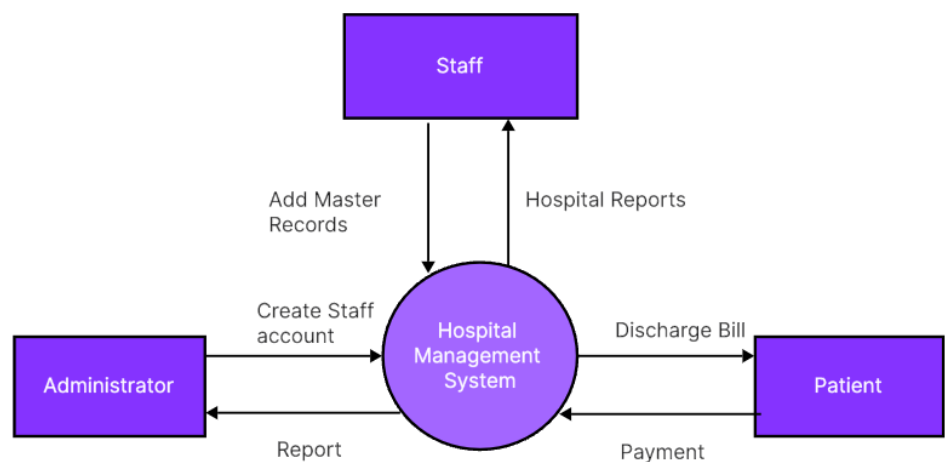 Staff
Add Master
Records
Hospital Reports
Create Staff
account
Hospital
Management
System
Discharge Bill
Administrator
Patient
Report
Payment